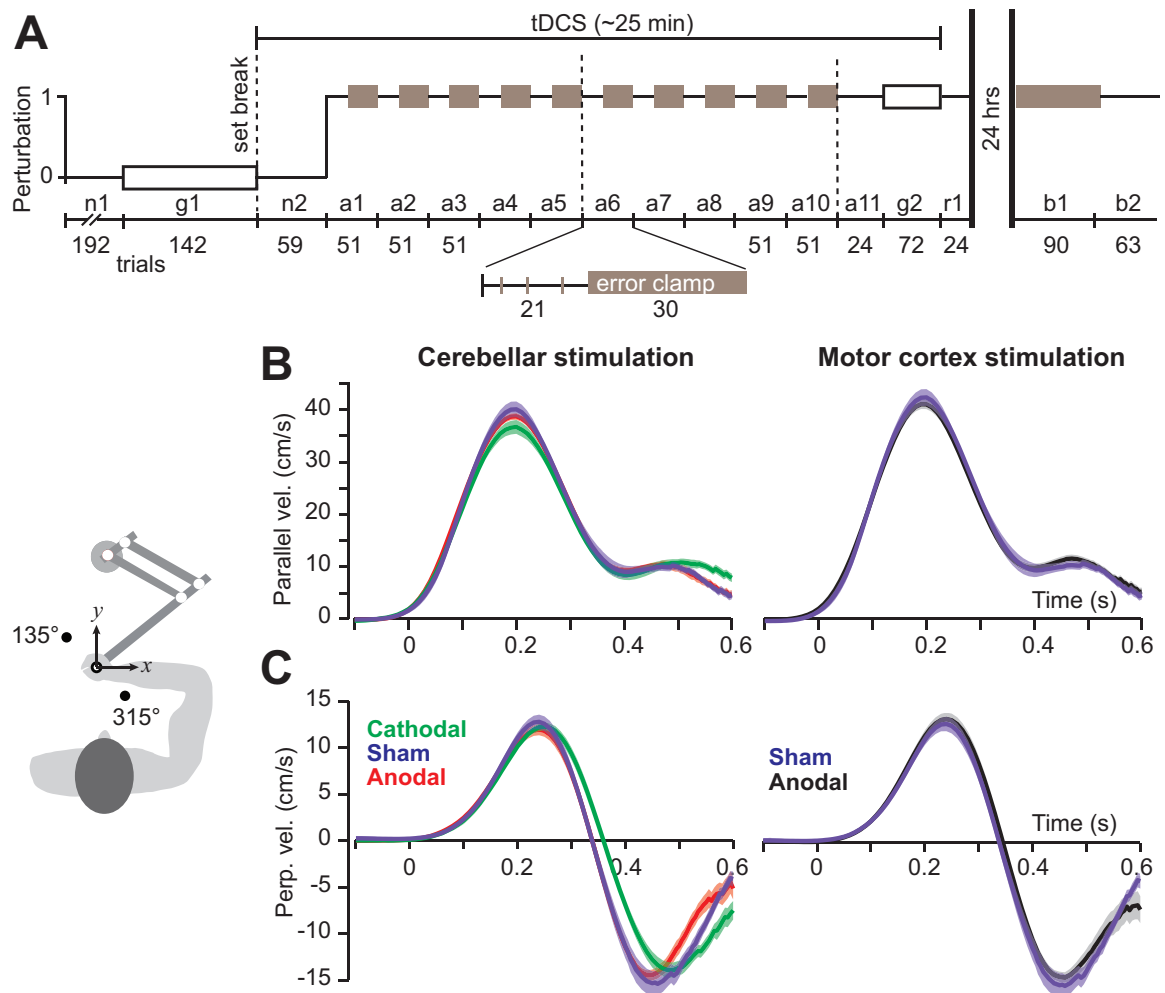 A
tDCS (~25 min)
Perturbation
1
0
set break
24 hrs
n1 g1 n2 a1 a2 a3 a4 a5 a6 a7 a8 a9 a10 a11 g2 r1 b1 b2
192 142 59 51 51 51 51 51 24 72 24 90 63
trials
error clamp
21 30
B
Cerebellar stimulation
Motor cortex stimulation
Parallel vel. (cm/s)
40
30
20
10
0
0 0.2 0.4 0.6
Time (s)
0 0.2 0.4 0.6
135°
y
x
315°
C
Perp. vel. (cm/s)
15
10
5
0
-5
-10
-15
Cathodal
Sham
Anodal
0 0.2 0.4 0.6
Sham
Anodal
Time (s)
0 0.2 0.4 0.6